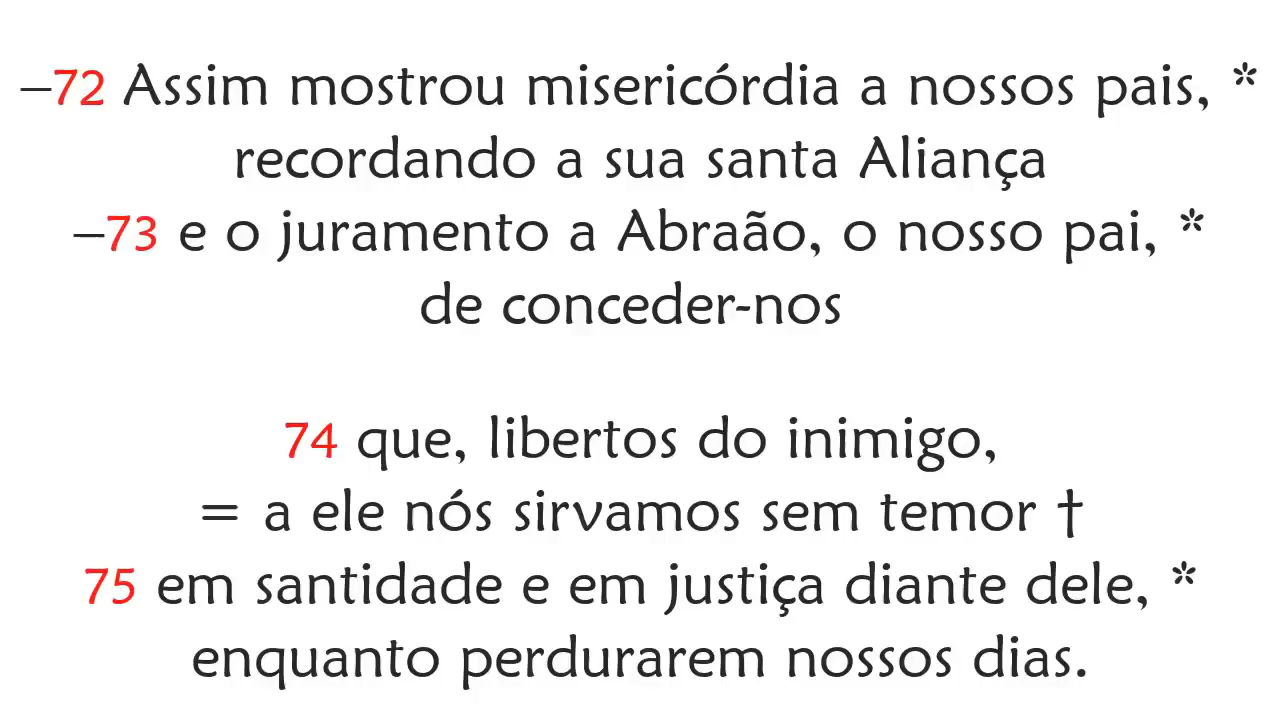 –72 Assim mostrou misericórdia a nossos pais, *
recordando a sua santa Aliança
–73 e o juramento a Abraão, o nosso pai, *
de conceder-nos
74 que, libertos do inimigo,
= a ele nós sirvamos sem temor †
75 em santidade e em justiça diante dele, *
enquanto perdurarem nossos dias.